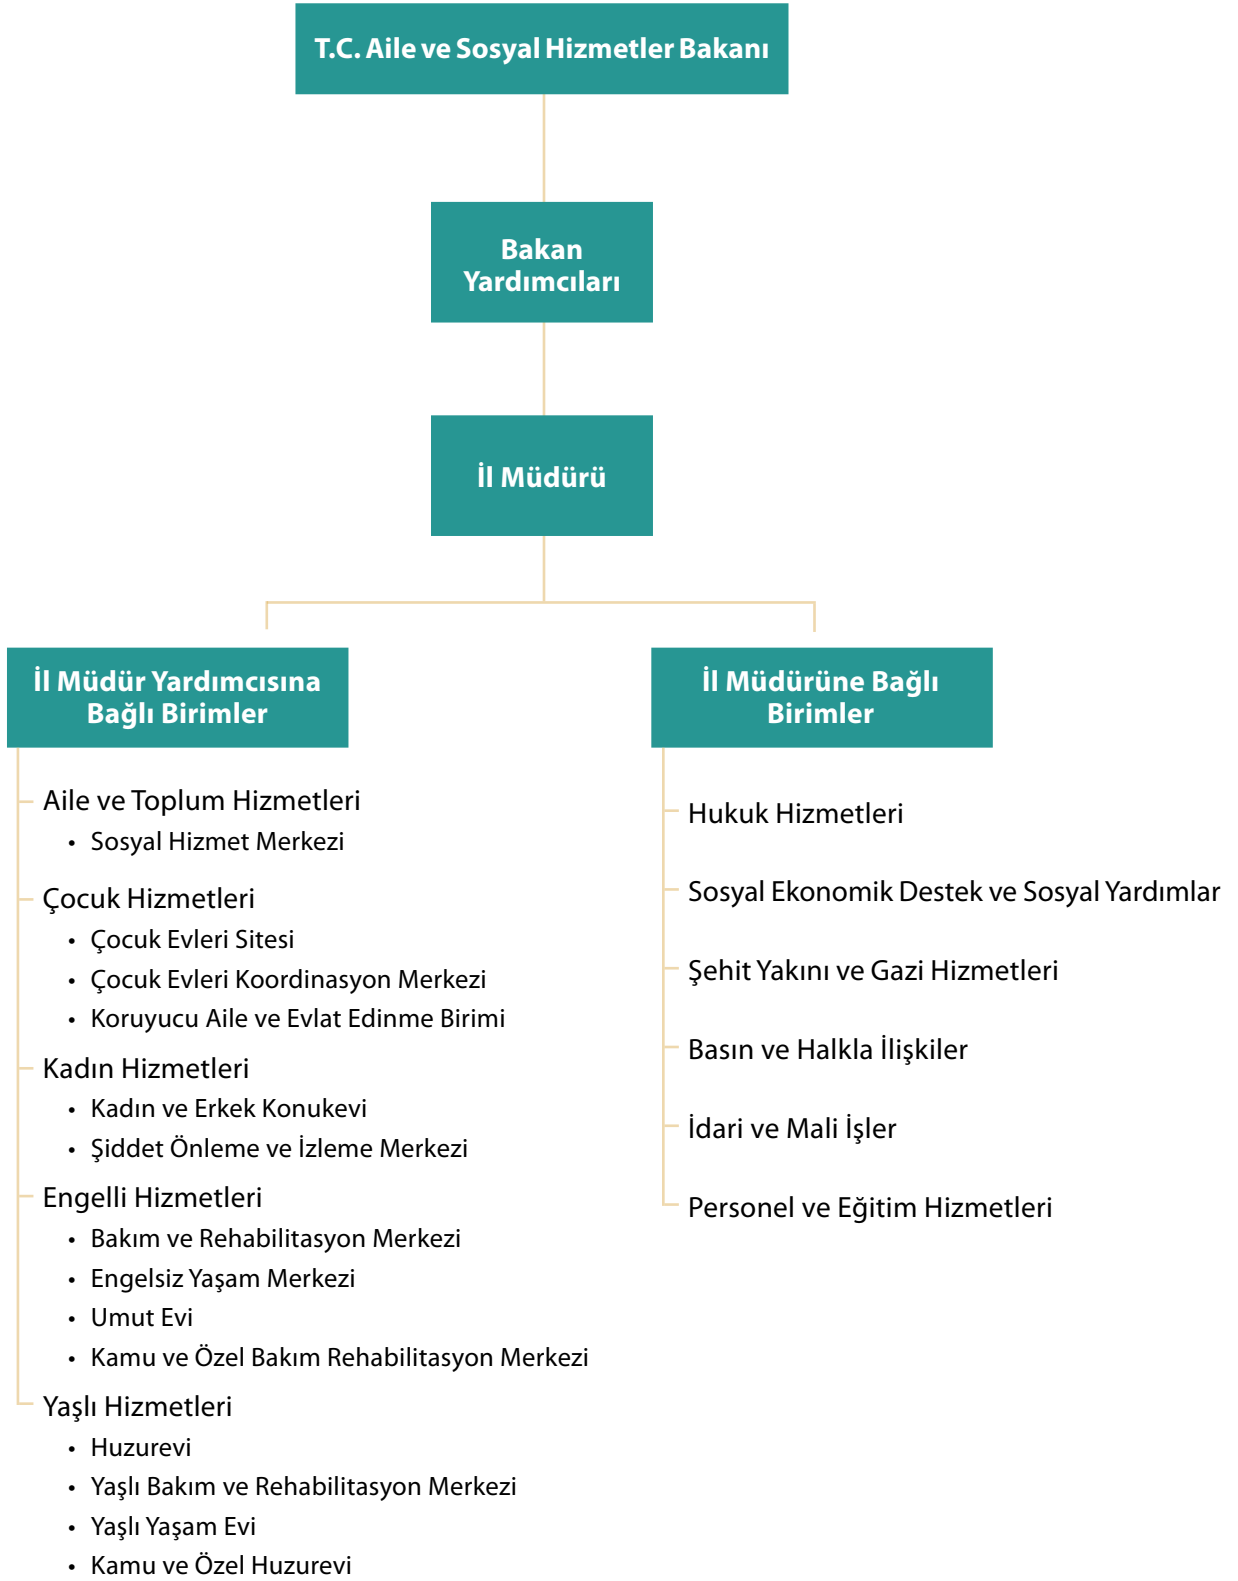 T.C. Aile ve Sosyal Hizmetler Bakanı
Bakan
Yardımcıları
İl Müdürü
İl Müdür Yardımcısına
Bağlı Birimler
Aile ve Toplum Hizmetleri
• Sosyal Hizmet Merkezi
Çocuk Hizmetleri
• Çocuk Evleri Sitesi
• Çocuk Evleri Koordinasyon Merkezi
• Koruyucu Aile ve Evlat Edinme Birimi
Kadın Hizmetleri
• Kadın ve Erkek Konukevi
• Şiddet Önleme ve İzleme Merkezi
Engelli Hizmetleri
• Bakım ve Rehabilitasyon Merkezi
• Engelsiz Yaşam Merkezi
• Umut Evi
• Kamu ve Özel Bakım Rehabilitasyon Merkezi
Yaşlı Hizmetleri
• Huzurevi
• Yaşlı Bakım ve Rehabilitasyon Merkezi
• Yaşlı Yaşam Evi
• Kamu ve Özel Huzurevi
İl Müdürüne Bağlı
Birimler
Hukuk Hizmetleri
Sosyal Ekonomik Destek ve Sosyal Yardımlar
Şehit Yakını ve Gazi Hizmetleri
Basın ve Halkla İlişkiler
İdari ve Mali İşler
Personel ve Eğitim Hizmetleri